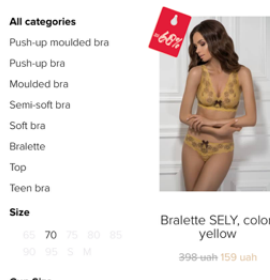 All categories
Push-up moulded bra
Push-up bra
Moulded bra
Semi-soft bra
Soft bra
Bralette
Top
Teen bra
Size
65 70 75 80 85
90 95 S M
-60%
Bralette SELY, color
yellow
398 uah 159 uah